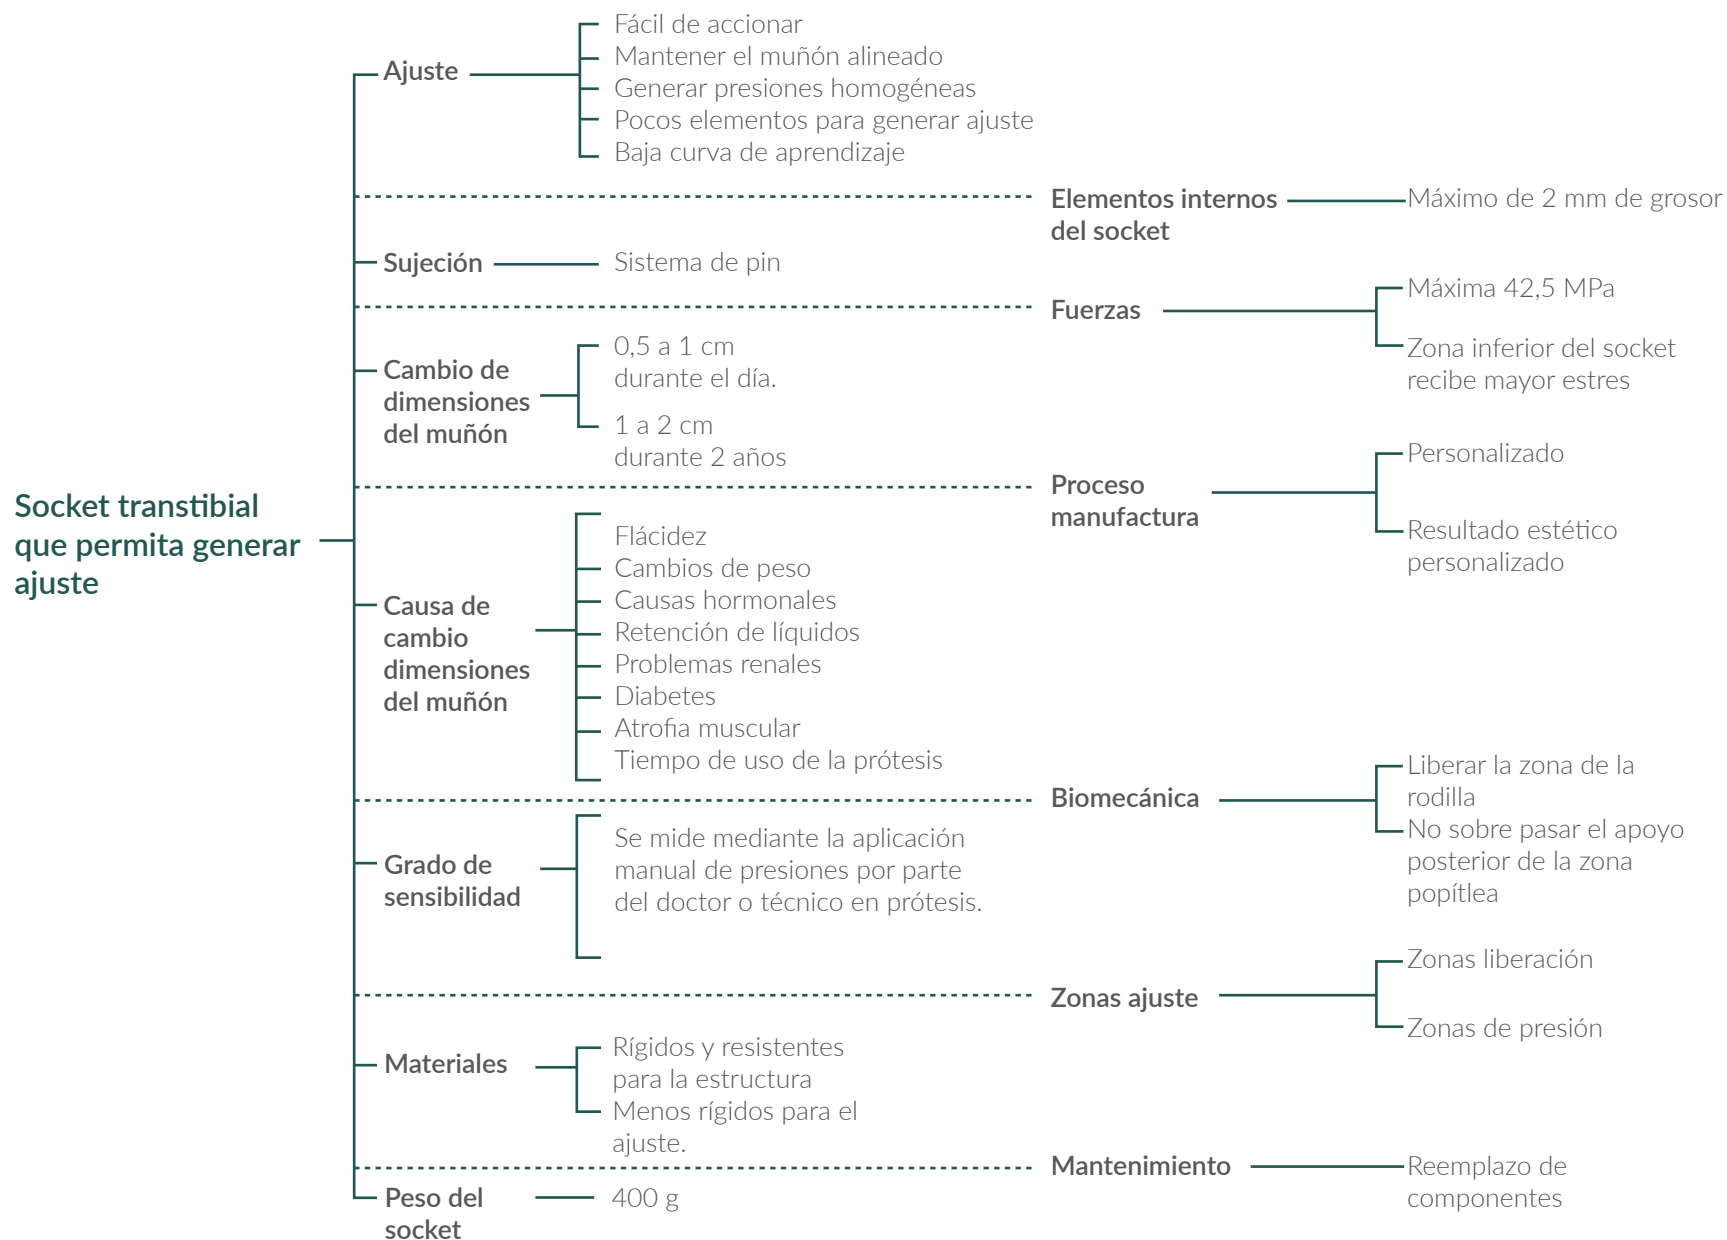 Socket transtibial
que permita generar
ajuste
Ajuste
Fácil de accionar
Mantener el muñón alineado
Generar presiones homogéneas
Pocos elementos para generar ajuste
Baja curva de aprendizaje
Elementos internos
del socket
Máximo de 2 mm de grosor
Sujeción
Sistema de pin
Fuerzas
Máxima 42,5 MPa
Zona inferior del socket
recibe mayor estres
Cambio de
dimensiones
del muñón
0,5 a 1 cm
durante el día.
1 a 2 cm
durante 2 años
Proceso
manufactura
Personalizado
Resultado estético
personalizado
Causa de
cambio
dimensiones
del muñón
Flácidez
Cambios de peso
Causas hormonales
Retención de líquidos
Problemas renales
Diabetes
Atrofia muscular
Tiempo de uso de la prótesis
Biomecánica
Liberar la zona de la
rodilla
No sobre pasar el apoyo
posterior de la zona
popítlea
Grado de
sensibilidad
Se mide mediante la aplicación
manual de presiones por parte
del doctor o técnico en prótesis.
Zonas ajuste
Zonas liberación
Zonas de presión
Materiales
Rígidos y resistentes
para la estructura
Menos rígidos para el
ajuste.
Mantenimiento
Reemplazo de
componentes
Peso del
socket
400 g